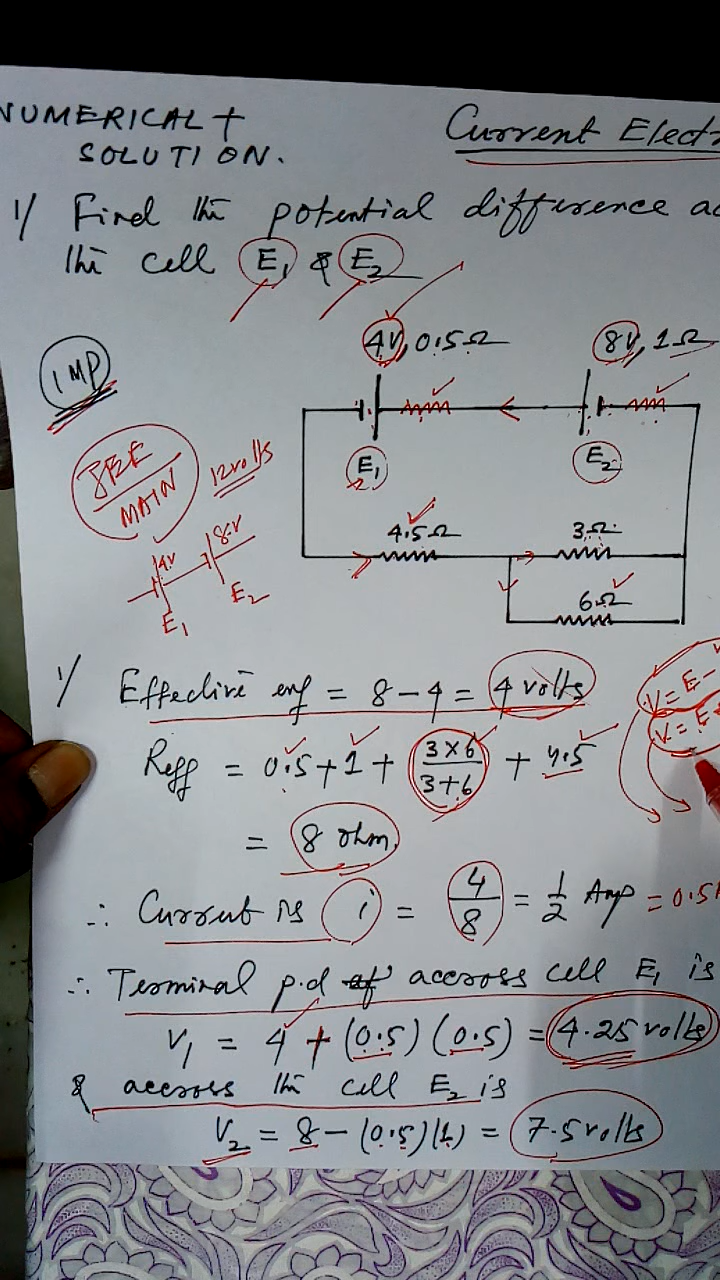 NUMERICAL +
SOLUTION.
Current
1/ Find the potential difference
the cell E₁ & E₂
IMP
4V, 0.5Ω
8V, 1Ω
JEE
MAIN
12volts
E₁
E₂
4V
8V
E₁
E₂
4.5Ω
3Ω
6Ω
1/ Effective emf = 8 - 4 = 4 volts
V = E -
V = E +
Reff = 0.5 + 1 + 3×6/3+6 + 4.5
= 8 ohm.
∴ Current is i = 4/8 = 1/2 Amp = 0.5
∴ Terminal p.d accross cell E₁ is
V₁ = 4 + (0.5) (0.5) = 4.25 volts
& accross the cell E₂ is
V₂ = 8 - (0.5)(1) = 7.5 volts